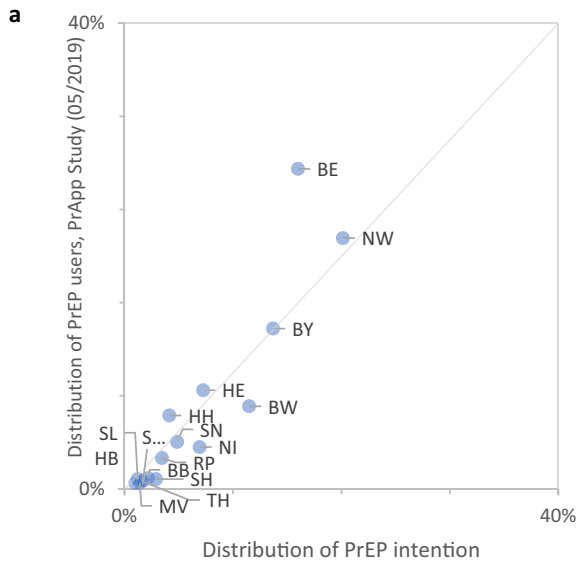 a
40%
Distribution of PrEP users, PrApp Study (05/2019)
BE
NW
BY
HE
BW
HH
SN
SL
S...
NI
HB
RP
BB
SH
0%
TH
MV
0%
40%
Distribution of PrEP intention